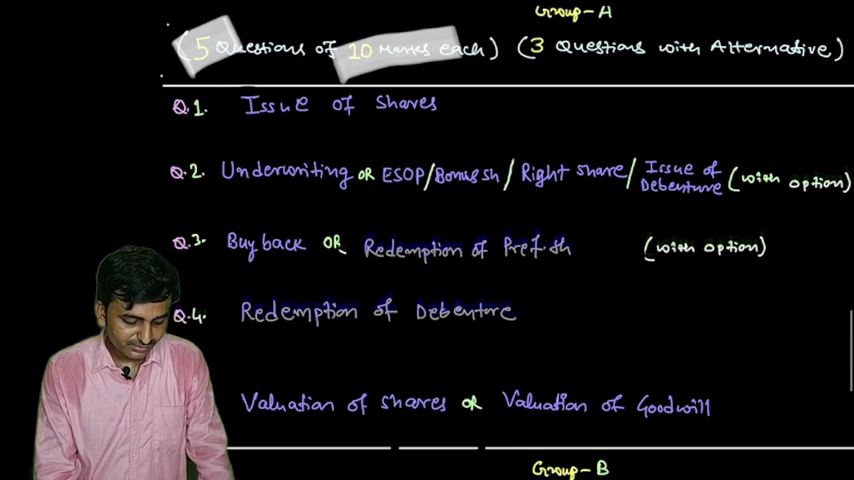 Group-A
(5 Questions of 10 Marks each) (3 Questions with Alternative)
Q.1. Issue of shares
Q.2. Underwriting OR ESOP/Bonus sh/Right share/Issue of Debenture (with option)
Q.3. Buy back OR Redemption of Pref. sh (with option)
Q.4. Redemption of Debenture
Valuation of shares OR Valuation of Goodwill
Group-B